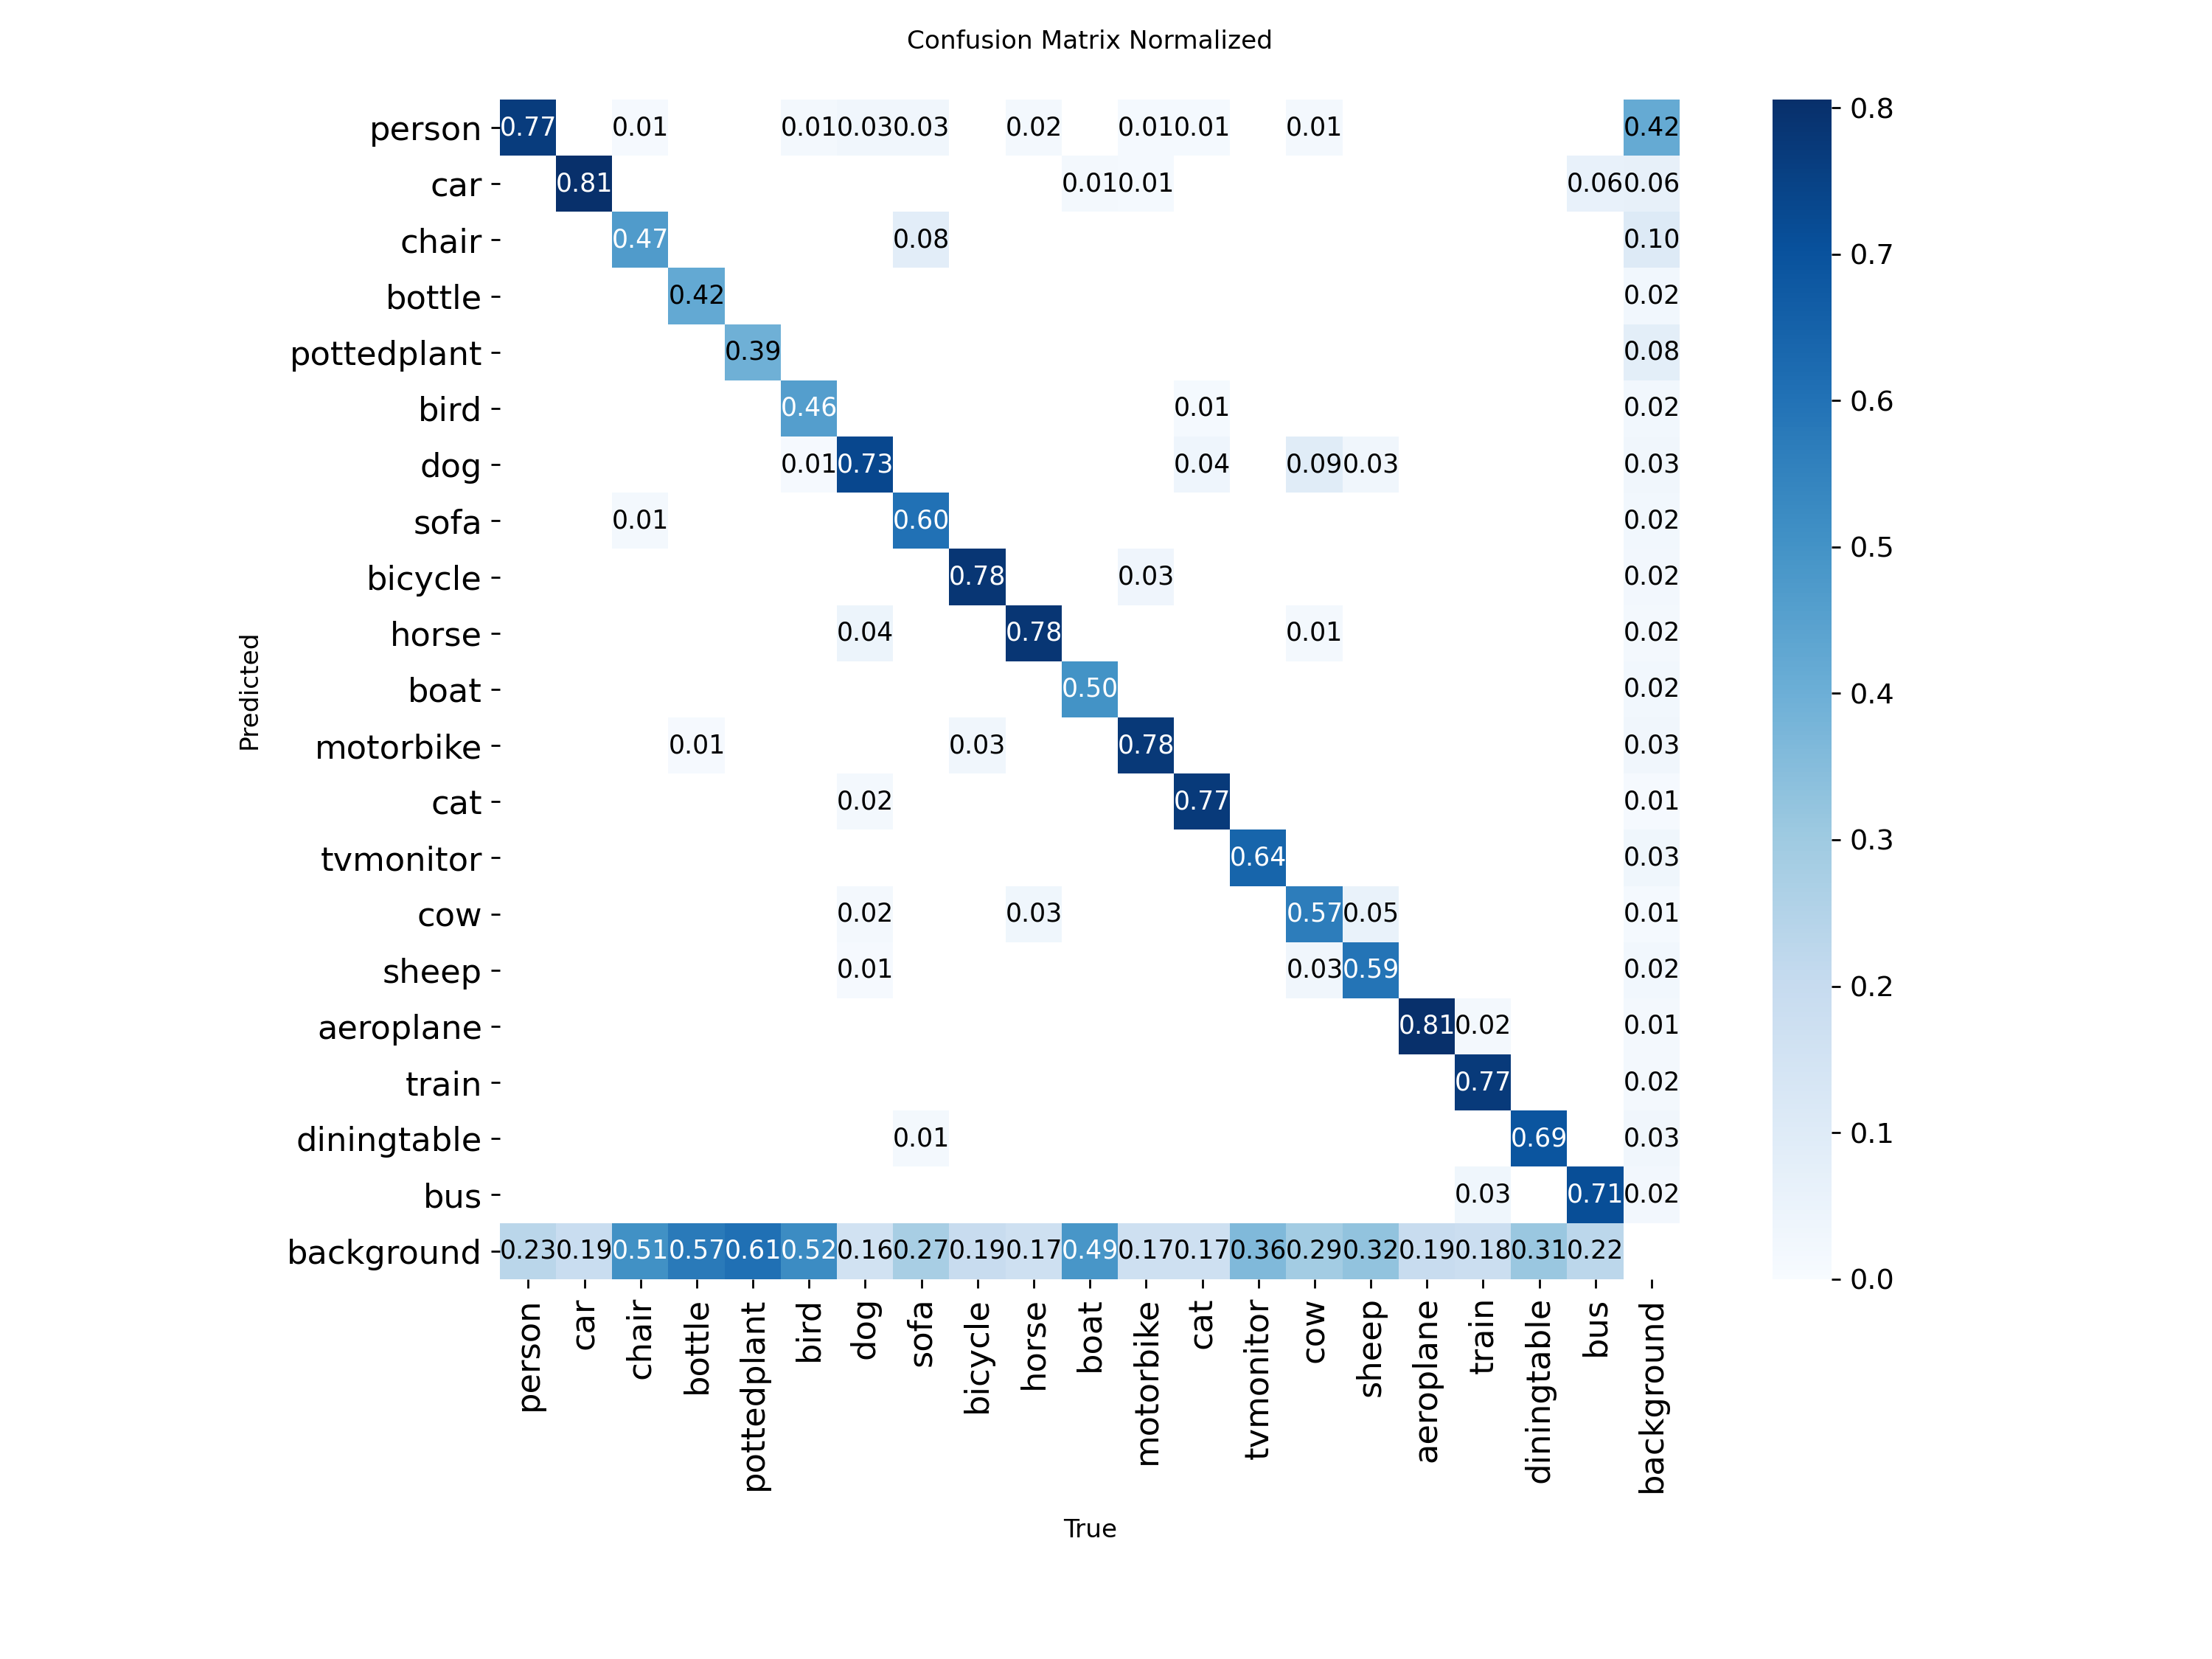 Confusion Matrix Normalized
person 0.77 0.01 0.01 0.03 0.03 0.02 0.01 0.01 0.01 0.42
car 0.81 0.01 0.01 0.06 0.06
chair 0.47 0.08 0.10
bottle 0.42 0.02
pottedplant 0.39 0.08
bird 0.46 0.01 0.02
dog 0.01 0.73 0.04 0.09 0.03 0.03
sofa 0.01 0.60 0.02
bicycle 0.78 0.03 0.02
horse 0.04 0.78 0.01 0.02
boat 0.50 0.02
motorbike 0.01 0.03 0.78 0.03
cat 0.02 0.77 0.01
tvmonitor 0.64 0.03
cow 0.02 0.03 0.57 0.05 0.01
sheep 0.01 0.03 0.59 0.02
aeroplane 0.81 0.02 0.01
train 0.77 0.02
diningtable 0.01 0.69 0.03
bus 0.03 0.71 0.02
background 0.23 0.19 0.51 0.57 0.61 0.52 0.16 0.27 0.19 0.17 0.49 0.17 0.17 0.36 0.29 0.32 0.19 0.18 0.31 0.22
Predicted
person
car
chair
bottle
pottedplant
bird
dog
sofa
bicycle
horse
boat
motorbike
cat
tvmonitor
cow
sheep
aeroplane
train
diningtable
bus
background
True
0.8
0.7
0.6
0.5
0.4
0.3
0.2
0.1
0.0